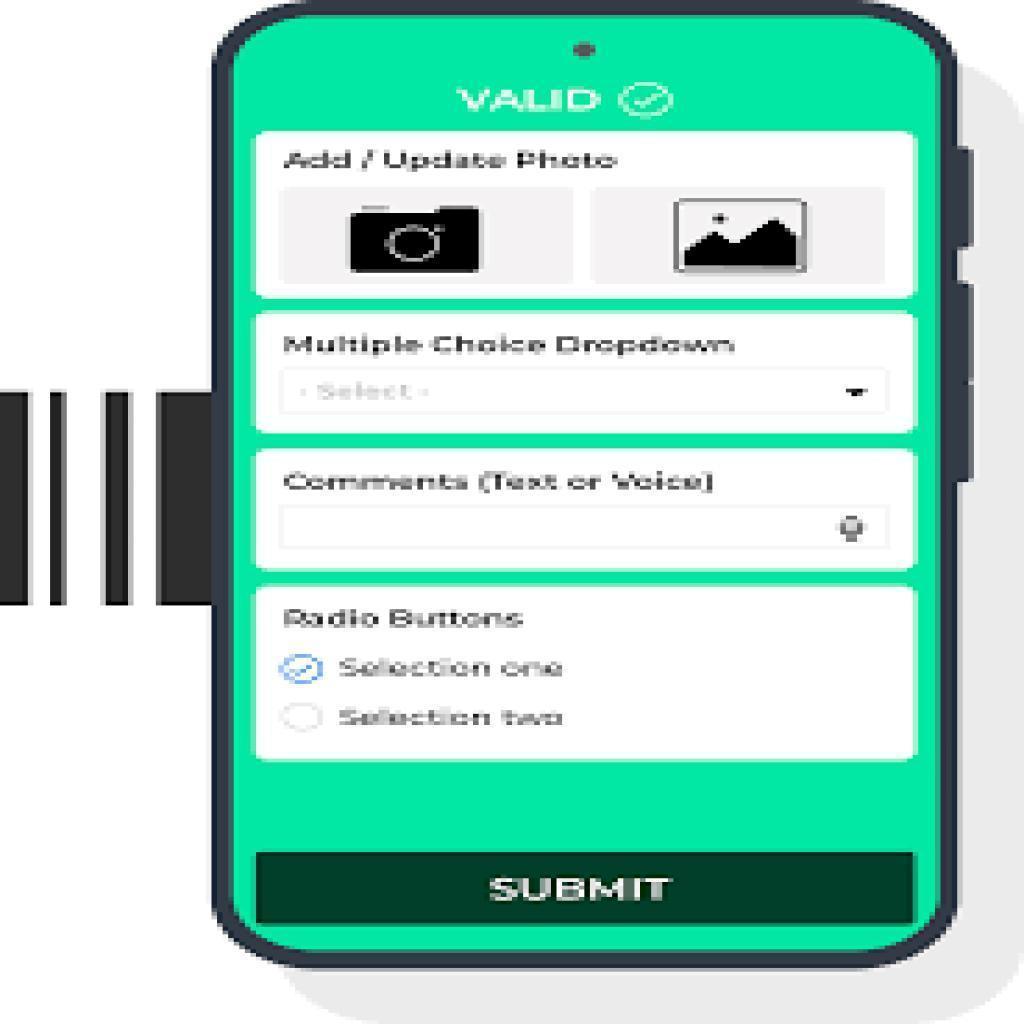 VALID
Add / Update Photo
Multiple Choice Dropdown
- Select -
Comments (Text or Voice)
Radio Buttons
Selection one
Selection two
SUBMIT